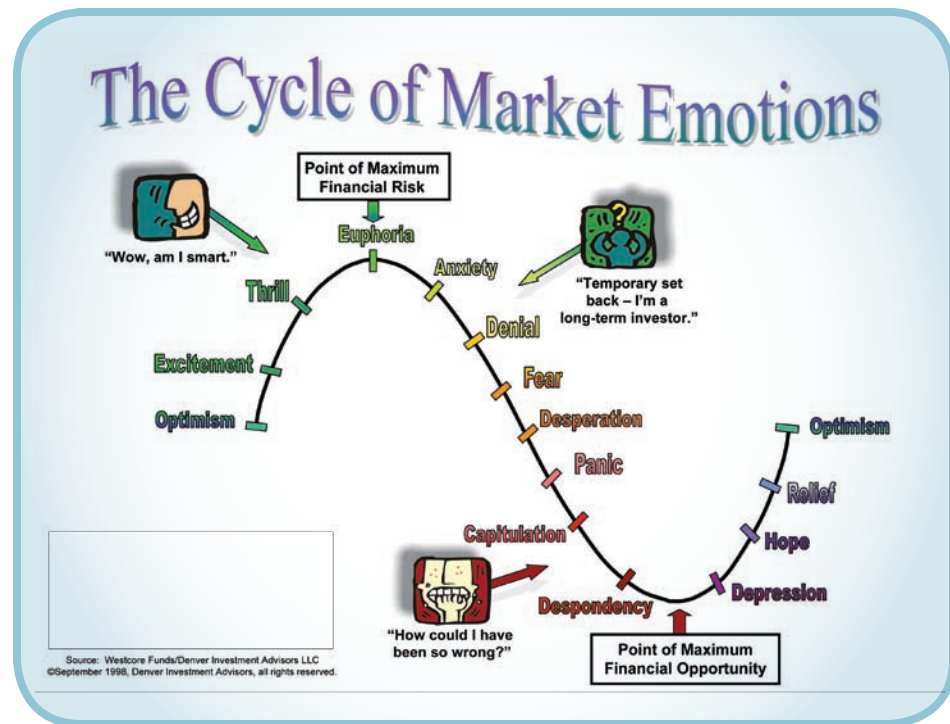 The Cycle of Market Emotions
Point of Maximum
Financial Risk
Euphoria
"Wow, am I smart."
Thrill
Excitement
Optimism
Anxiety
"Temporary set
back – I'm a
long-term investor."
Denial
Fear
Desperation
Panic
Capitulation
Despondency
"How could I have
been so wrong?"
Point of Maximum
Financial Opportunity
Depression
Hope
Relief
Optimism
?
Source: Westcore Funds/Denver Investment Advisors LLC
©September 1998, Denver Investment Advisors, all rights reserved.